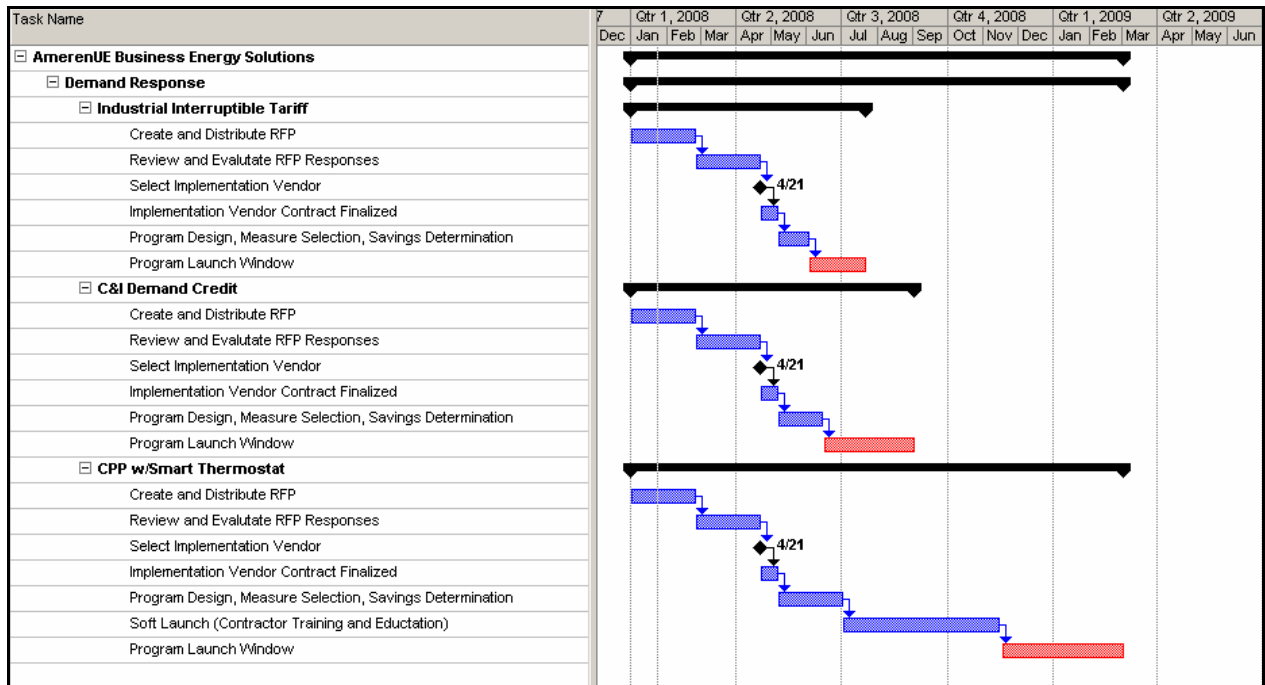 Task Name
7 Qtr 1, 2008 Qtr 2, 2008 Qtr 3, 2008 Qtr 4, 2008 Qtr 1, 2009 Qtr 2, 2009
Dec Jan Feb Mar Apr May Jun Jul Aug Sep Oct Nov Dec Jan Feb Mar Apr May Jun
AmerenUE Business Energy Solutions
Demand Response
Industrial Interruptible Tariff
Create and Distribute RFP
Review and Evalutate RFP Responses
Select Implementation Vendor 4/21
Implementation Vendor Contract Finalized
Program Design, Measure Selection, Savings Determination
Program Launch Window
C&I Demand Credit
Create and Distribute RFP
Review and Evalutate RFP Responses
Select Implementation Vendor 4/21
Implementation Vendor Contract Finalized
Program Design, Measure Selection, Savings Determination
Program Launch Window
CPP w/Smart Thermostat
Create and Distribute RFP
Review and Evalutate RFP Responses
Select Implementation Vendor 4/21
Implementation Vendor Contract Finalized
Program Design, Measure Selection, Savings Determination
Soft Launch (Contractor Training and Eductation)
Program Launch Window